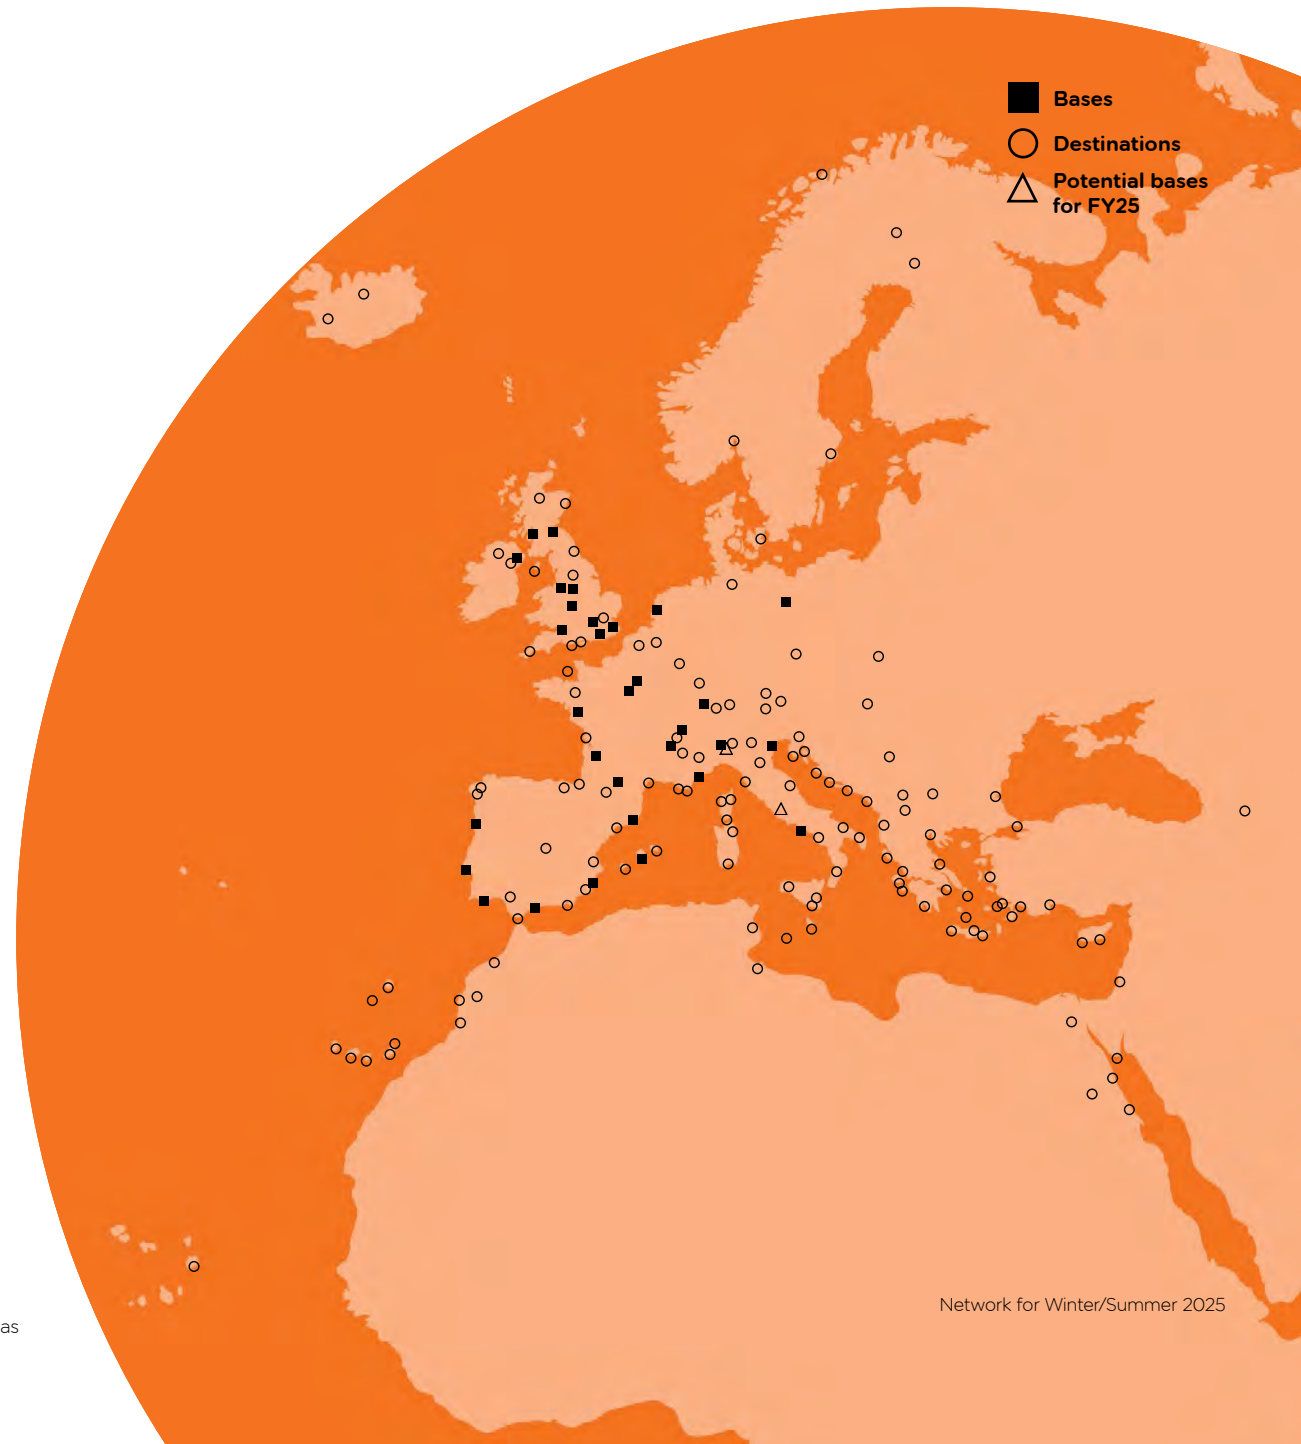 Bases
Destinations
Potential bases
for FY25
Network for Winter/Summer 2025
as